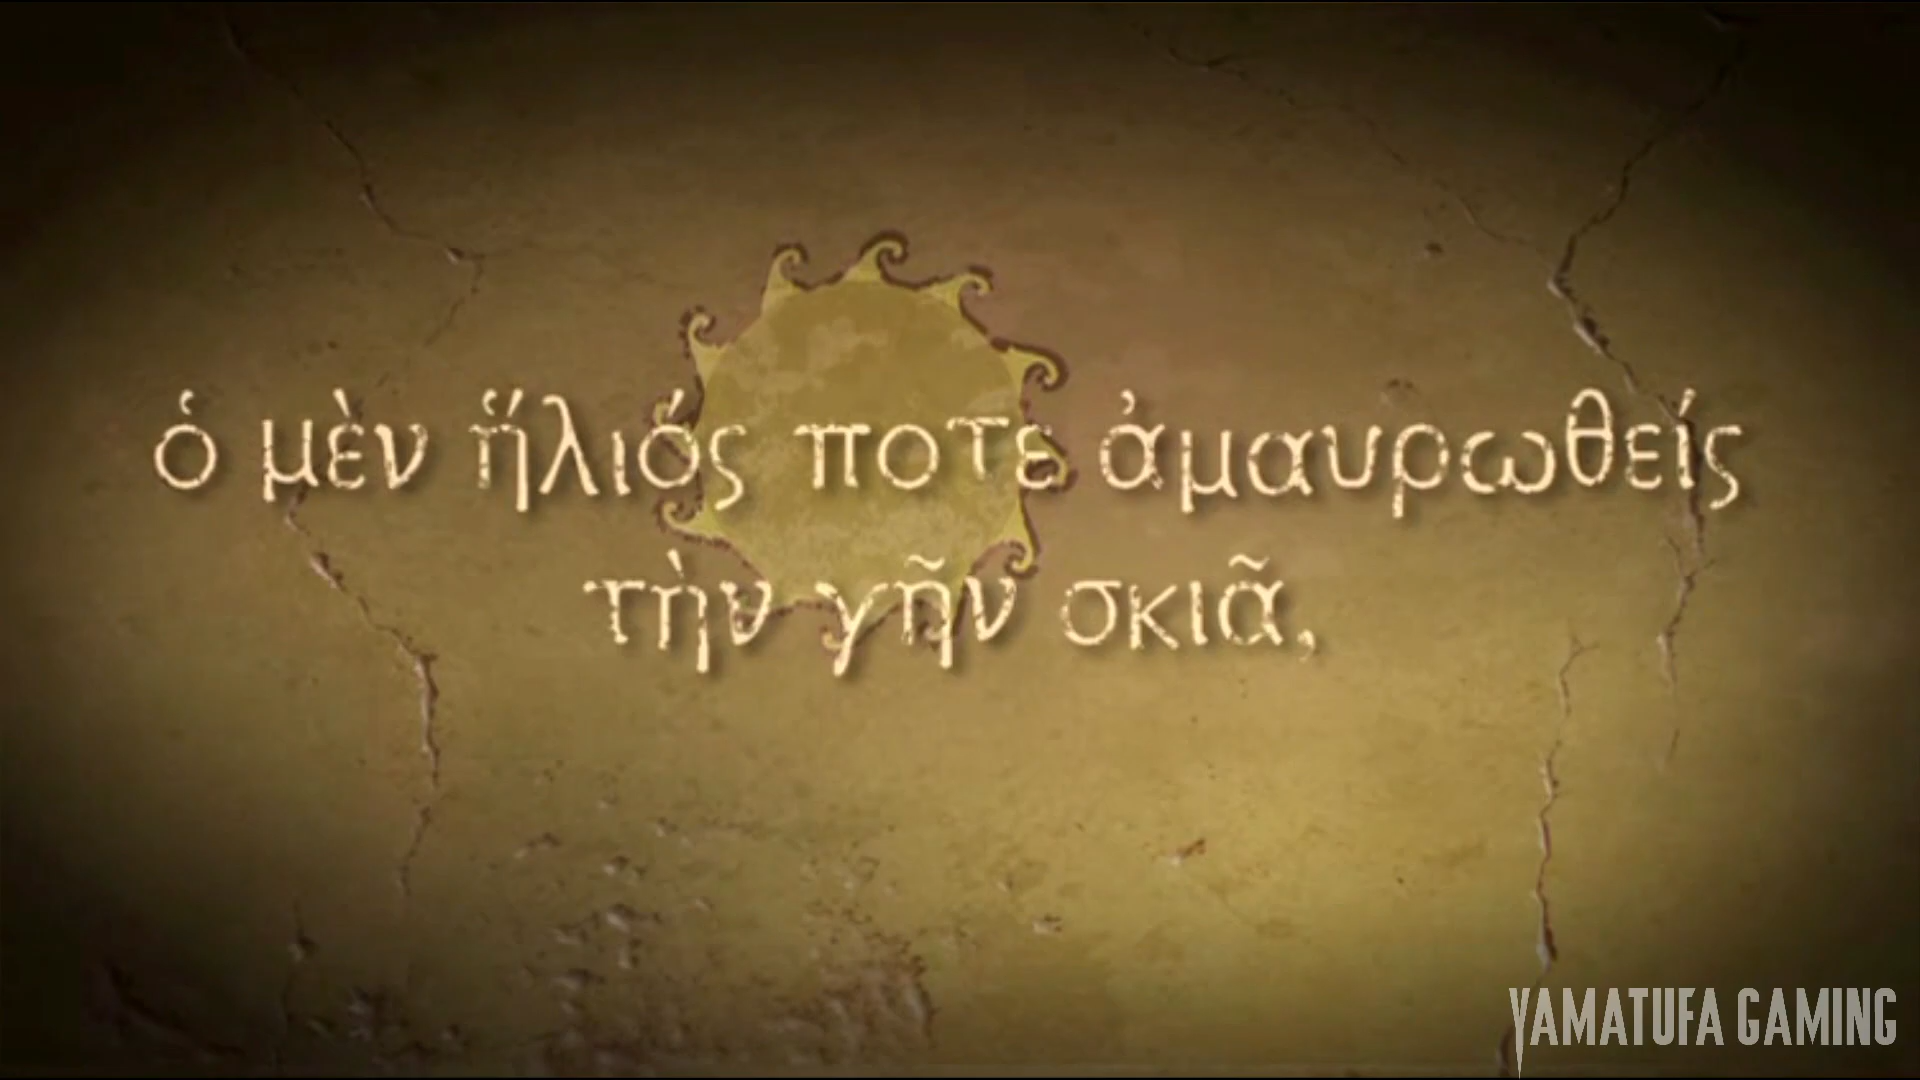 ὁ μὲν ἥλιός ποτε ἀμαυρωθείς
τὴν γῆν σκιᾶ,
YAMATUFA GAMING